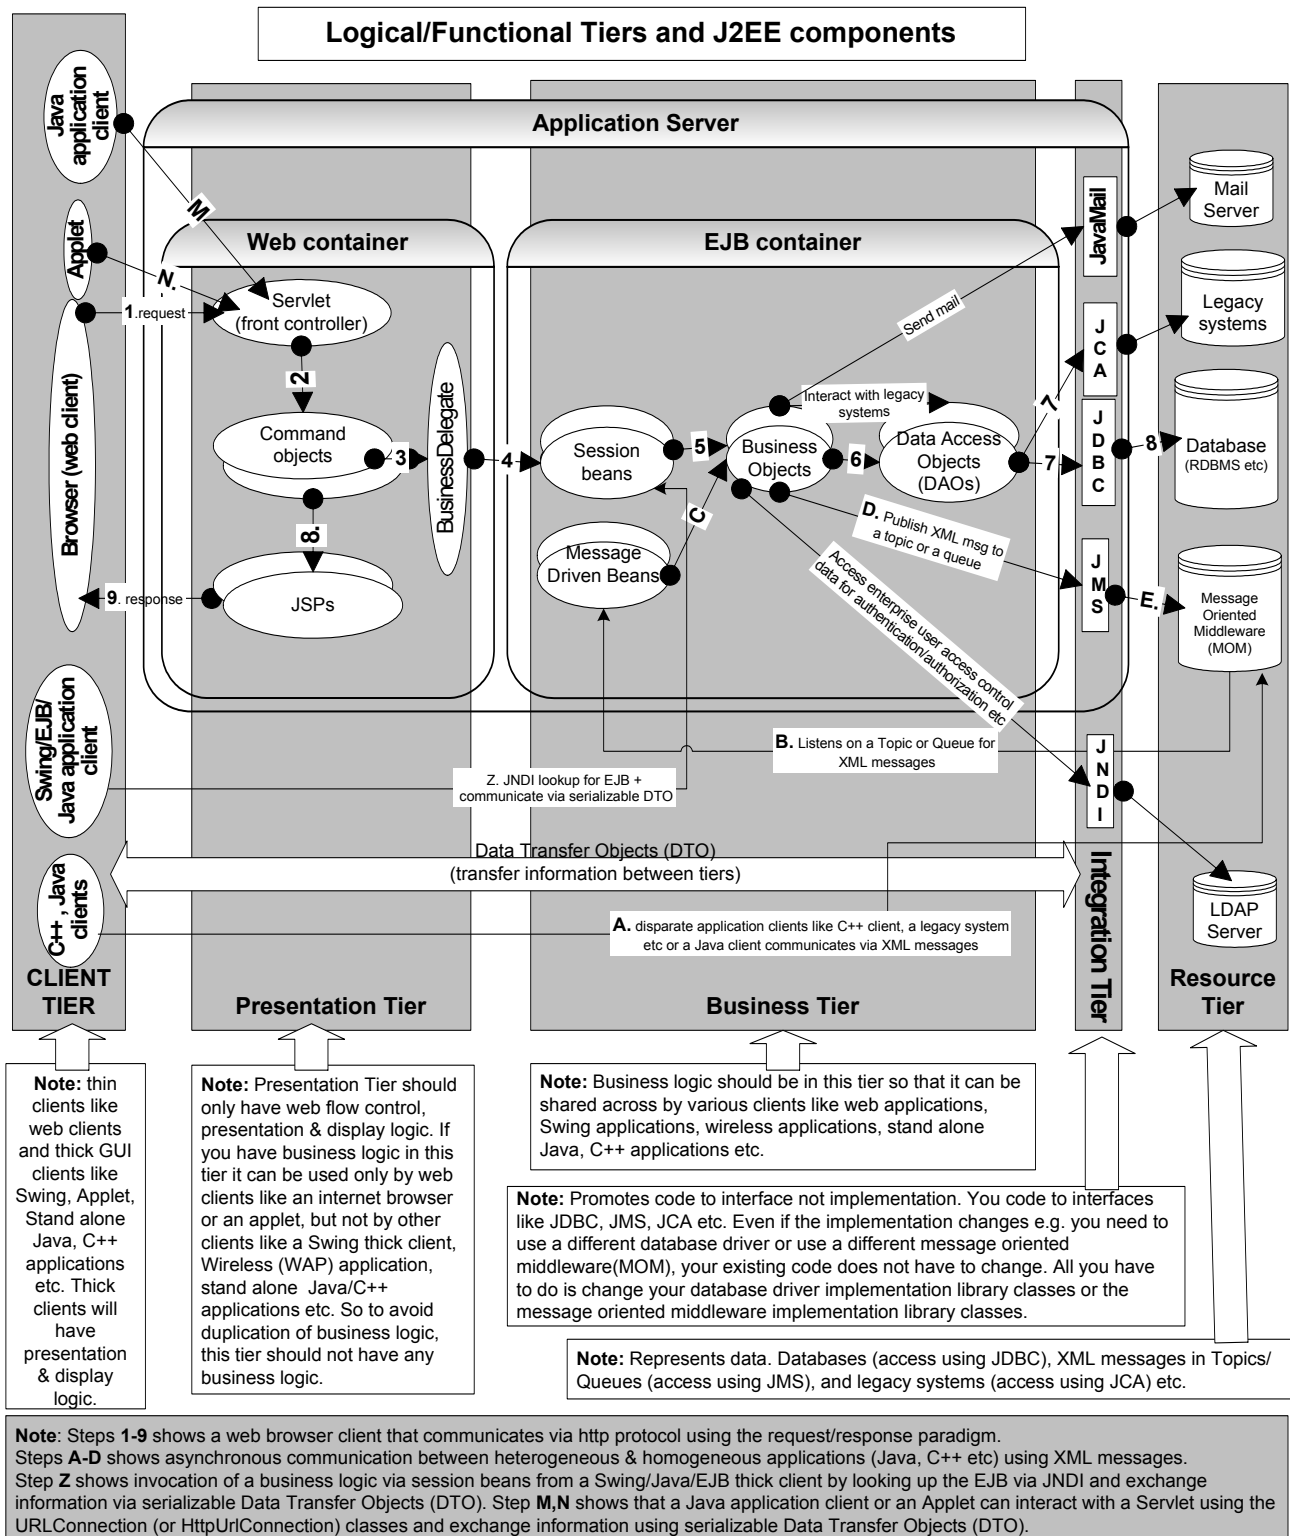 Logical/Functional Tiers and J2EE components
Java
application
client
Application Server
Mail
Server
M
JavaMail
Applet
Web container
EJB container
N.
Servlet
(front controller)
1.request
Send mail
Legacy
systems
J
C
A
2
7
Interact with legacy
systems
Browser (web client)
Command
objects
3
BusinessDelegate
4
Session
beans
5
Business
Objects
6
Data Access
Objects
(DAOs)
7
J
D
B
C
8
Database
(RDBMS etc)
C
8.
D. Publish XML msg to
a topic or a queue
Message
Driven Beans
Access enterprise user access control
data for authentication/authorization etc
J
M
S
E.
Message
Oriented
Middleware
(MOM)
9. response
JSPs
Swing/EJB/
Java application
client
B. Listens on a Topic or Queue for
XML messages
J
N
D
I
Z. JNDI lookup for EJB +
communicate via serializable DTO
Data Transfer Objects (DTO)
(transfer information between tiers)
C++ , Java
clients
A. disparate application clients like C++ client, a legacy system
etc or a Java client communicates via XML messages
LDAP
Server
CLIENT
TIER
Presentation Tier
Business Tier
Integration Tier
Resource
Tier
Note: thin
clients like
web clients
and thick GUI
clients like
Swing, Applet,
Stand alone
Java, C++
applications
etc. Thick
clients will
have
presentation
& display
logic.
Note: Presentation Tier should
only have web flow control,
presentation & display logic. If
you have business logic in this
tier it can be used only by web
clients like an internet browser
or an applet, but not by other
clients like a Swing thick client,
Wireless (WAP) application,
stand alone Java/C++
applications etc. So to avoid
duplication of business logic,
this tier should not have any
business logic.
Note: Business logic should be in this tier so that it can be
shared across by various clients like web applications,
Swing applications, wireless applications, stand alone
Java, C++ applications etc.
Note: Promotes code to interface not implementation. You code to interfaces
like JDBC, JMS, JCA etc. Even if the implementation changes e.g. you need to
use a different database driver or use a different message oriented
middleware(MOM), your existing code does not have to change. All you have
to do is change your database driver implementation library classes or the
the message oriented middleware implementation library classes.
Note: Represents data. Databases (access using JDBC), XML messages in Topics/
Queues (access using JMS), and legacy systems (access using JCA) etc.
Note: Steps 1-9 shows a web browser client that communicates via http protocol using the request/response paradigm.
Steps A-D shows asynchronous communication between heterogeneous & homogeneous applications (Java, C++ etc) using XML messages.
Step Z shows invocation of a business logic via session beans from a Swing/Java/EJB thick client by looking up the EJB via JNDI and exchange
information via serializable Data Transfer Objects (DTO). Step M,N shows that a Java application client or an Applet can interact with a Servlet using the
URLConnection (or HttpUrlConnection) classes and exchange information using serializable Data Transfer Objects (DTO).